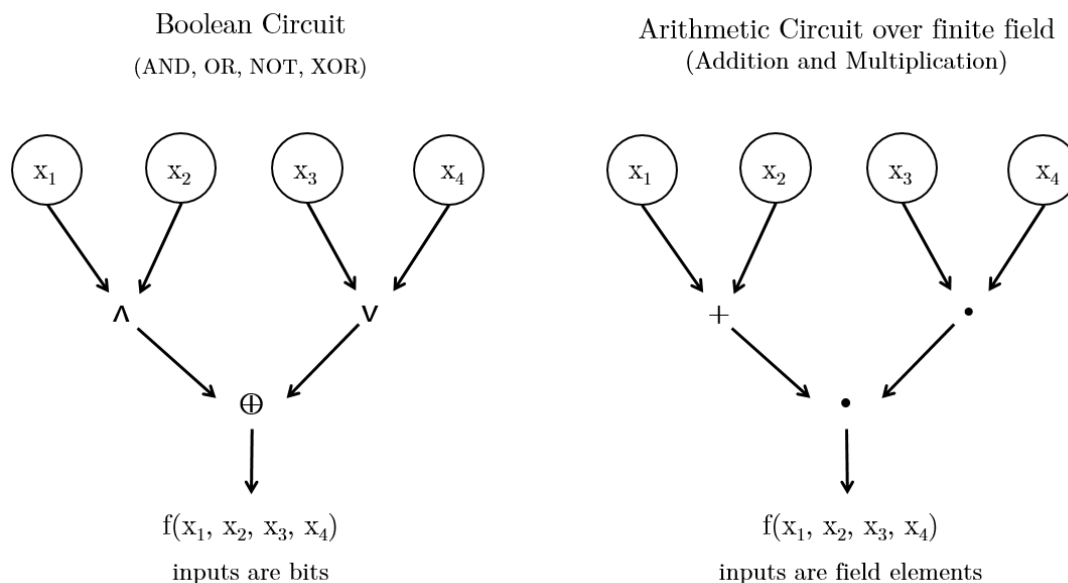 Boolean Circuit
(AND, OR, NOT, XOR)
x₁ x₂ x₃ x₄
∧ ∨
⊕
f(x₁, x₂, x₃, x₄)
inputs are bits
Arithmetic Circuit over finite field
(Addition and Multiplication)
x₁ x₂ x₃ x₄
+ •
•
f(x₁, x₂, x₃, x₄)
inputs are field elements